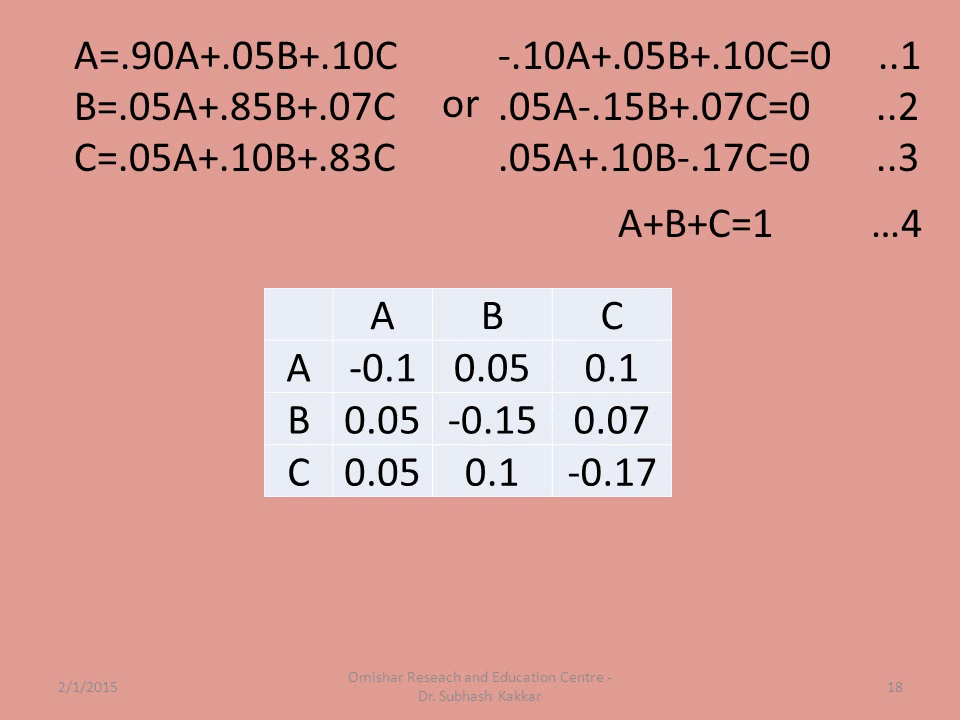 A=.90A+.05B+.10C -.10A+.05B+.10C=0 ..1
B=.05A+.85B+.07C or .05A-.15B+.07C=0 ..2
C=.05A+.10B+.83C .05A+.10B-.17C=0 ..3
A+B+C=1 …4
A B C
A -0.1 0.05 0.1
B 0.05 -0.15 0.07
C 0.05 0.1 -0.17
2/1/2015
Omishar Reseach and Education Centre -
Dr. Subhash Kakkar
18